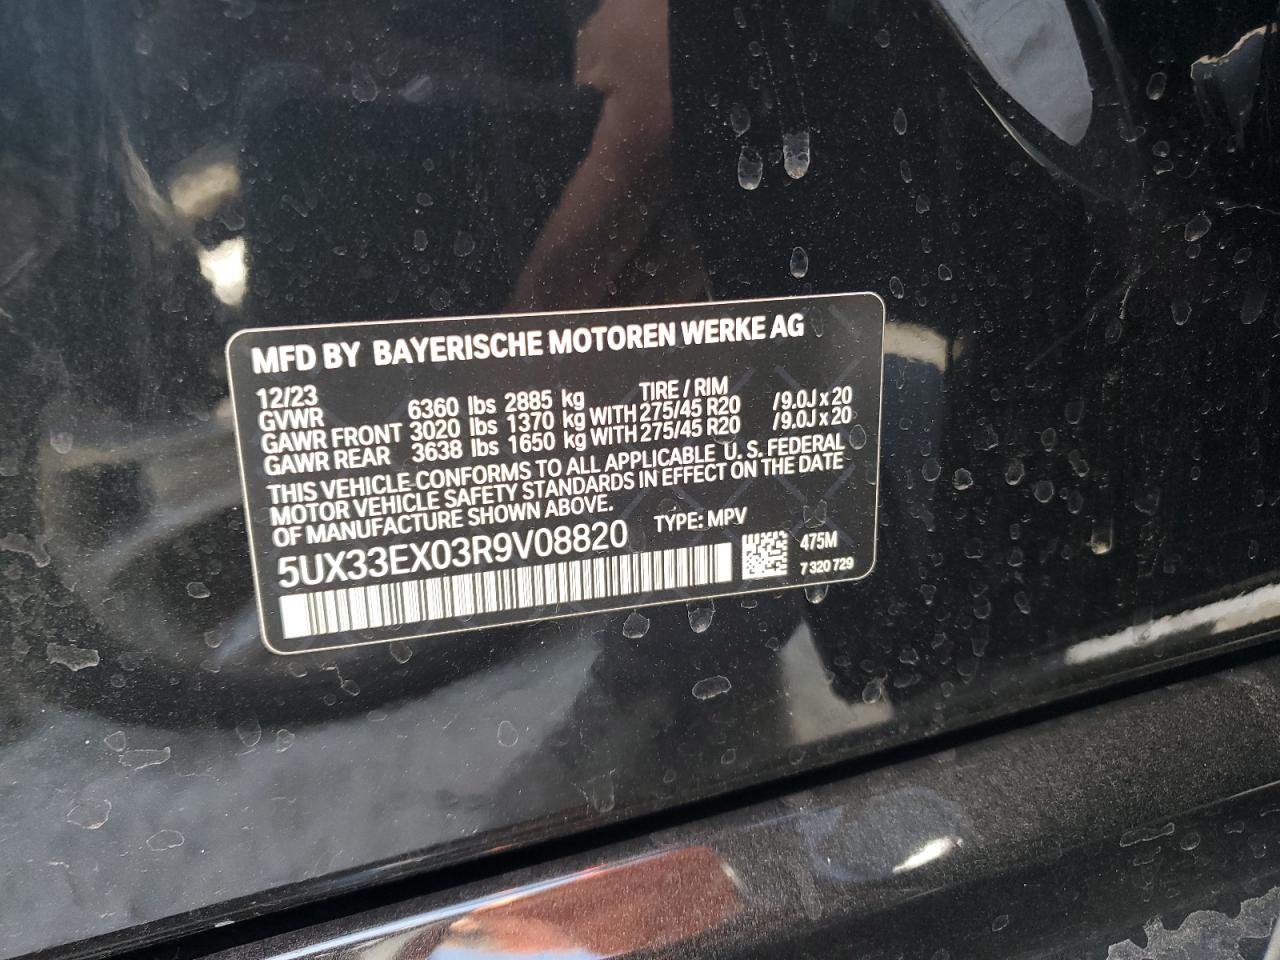 MFD BY BAYERISCHE MOTOREN WERKE AG
12/23 TIRE / RIM
GVWR 6360 lbs 2885 kg
GAWR FRONT 3020 lbs 1370 kg WITH 275/45 R20 /9.0J x 20
GAWR REAR 3638 lbs 1650 kg WITH 275/45 R20 /9.0J x 20
THIS VEHICLE CONFORMS TO ALL APPLICABLE U.S. FEDERAL
MOTOR VEHICLE SAFETY STANDARDS IN EFFECT ON THE DATE
OF MANUFACTURE SHOWN ABOVE.
5UX33EX03R9V08820 TYPE: MPV
475M
7 320 729